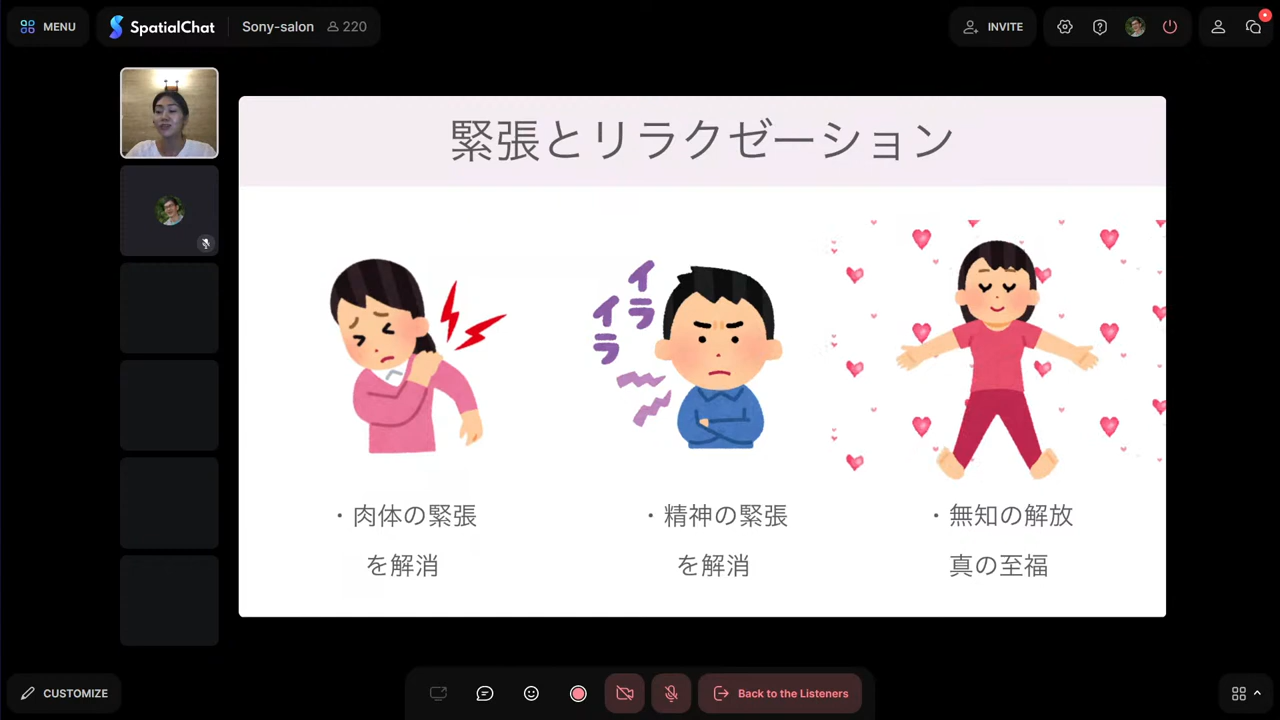 MENU
SpatialChat
Sony-salon 220
INVITE
緊張とリラクゼーション
イライラ
・肉体の緊張
を解消
・精神の緊張
を解消
・無知の解放
真の至福
CUSTOMIZE
Back to the Listeners